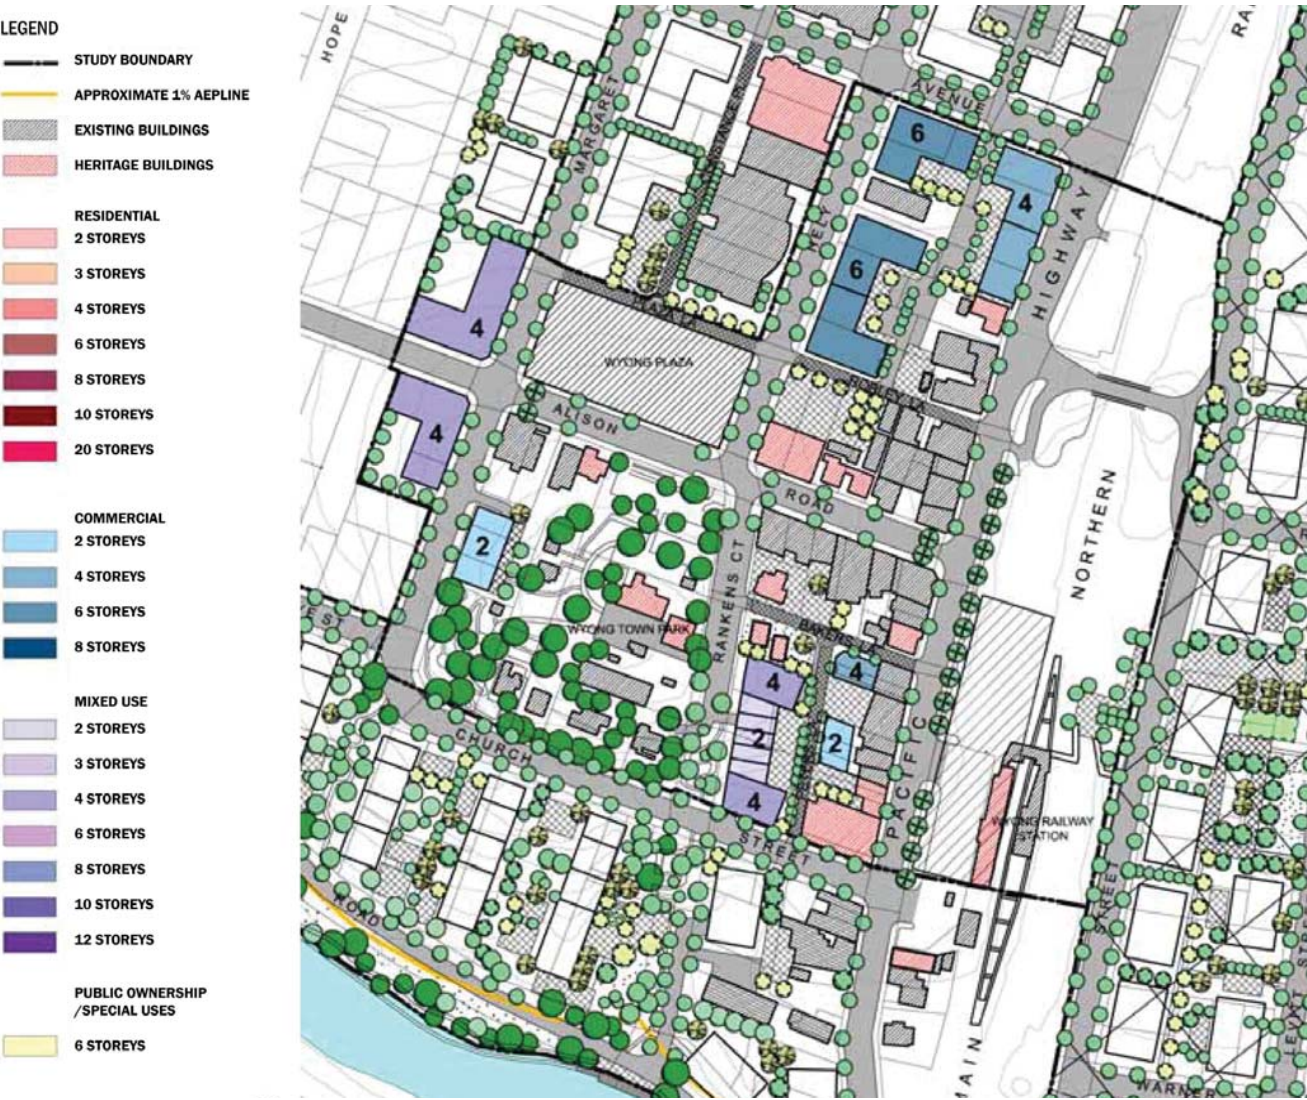 LEGEND
STUDY BOUNDARY
APPROXIMATE 1% AEPLINE
EXISTING BUILDINGS
HERITAGE BUILDINGS
RESIDENTIAL
2 STOREYS
3 STOREYS
4 STOREYS
6 STOREYS
8 STOREYS
10 STOREYS
20 STOREYS
COMMERCIAL
2 STOREYS
4 STOREYS
6 STOREYS
8 STOREYS
MIXED USE
2 STOREYS
3 STOREYS
4 STOREYS
6 STOREYS
8 STOREYS
10 STOREYS
12 STOREYS
PUBLIC OWNERSHIP
/SPECIAL USES
6 STOREYS
HOPE
MARGARET
AVENUE
6
4
HIGHWAY
6
4
WYONG PLAZA
4
ALISON
ROAD
NORTHERN
2
RANKENS CT
WYONG TOWN PARK
BAKERS LA
4
4
2
2
4
CHURCH
STREET
PACIFIC
WYONG RAILWAY
STATION
ROAD
STREET
MAIN
WARNER